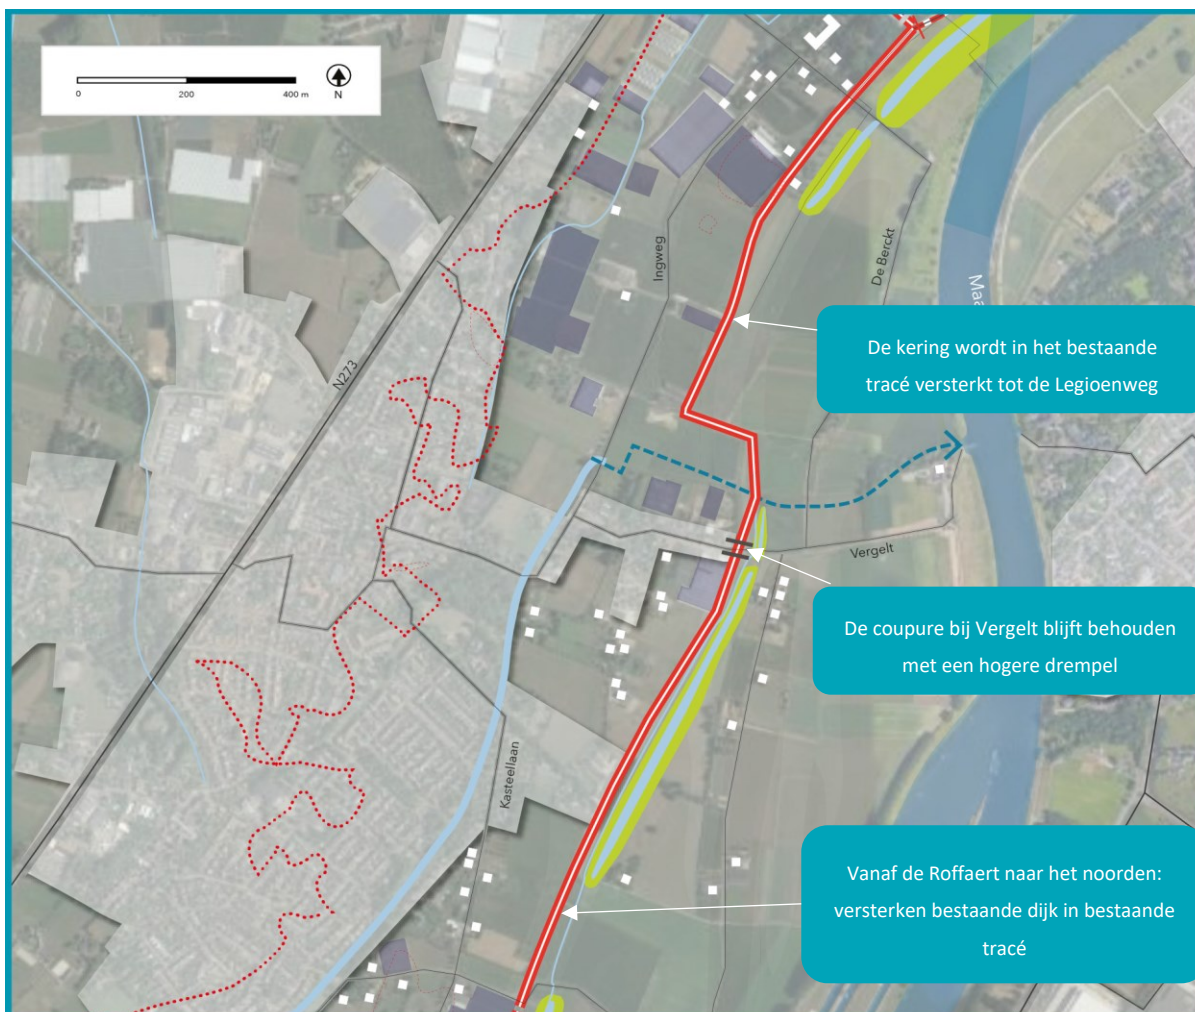 0 200 400 m
N
De kering wordt in het bestaande
tracé versterkt tot de Legioenweg
De coupure bij Vergelt blijft behouden
met een hogere drempel
Vanaf de Roffaert naar het noorden:
versterken bestaande dijk in bestaande
tracé
N273
Ingweg
De Berckt
Vergelt
Kasteellaan